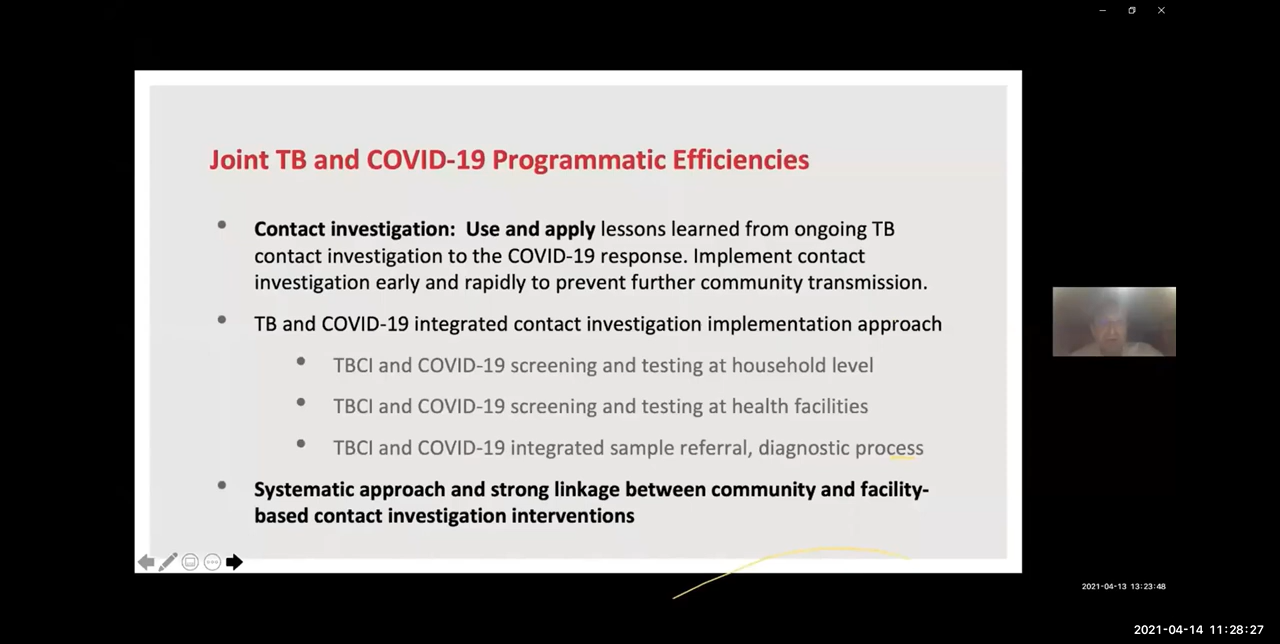 Joint TB and COVID-19 Programmatic Efficiencies
• Contact investigation:  Use and apply lessons learned from ongoing TB
contact investigation to the COVID-19 response. Implement contact
investigation early and rapidly to prevent further community transmission.
• TB and COVID-19 integrated contact investigation implementation approach
• TBCI and COVID-19 screening and testing at household level
• TBCI and COVID-19 screening and testing at health facilities
• TBCI and COVID-19 integrated sample referral, diagnostic process
• Systematic approach and strong linkage between community and facility-
based contact investigation interventions
2021-04-13 13:23:48
2021-04-14 11:28:27